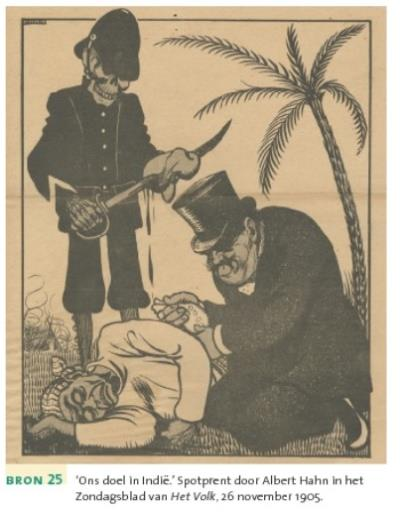 BRON 25 'Ons doel in Indië.' Spotprent door Albert Hahn in het
Zondagsblad van Het Volk, 26 november 1905.